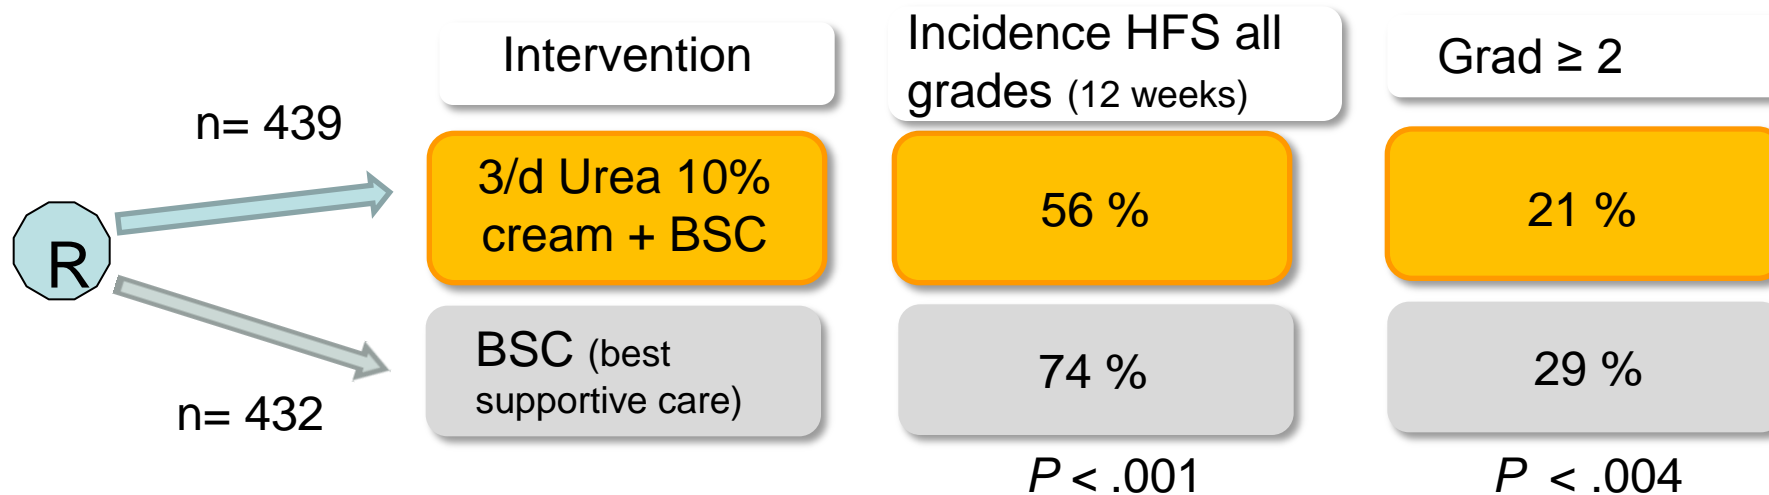 Intervention
Incidence HFS all
grades (12 weeks)
Grad ≥ 2
n= 439
3/d Urea 10%
cream + BSC
56 %
21 %
R
BSC (best
supportive care)
74 %
29 %
n= 432
P < .001
P < .004